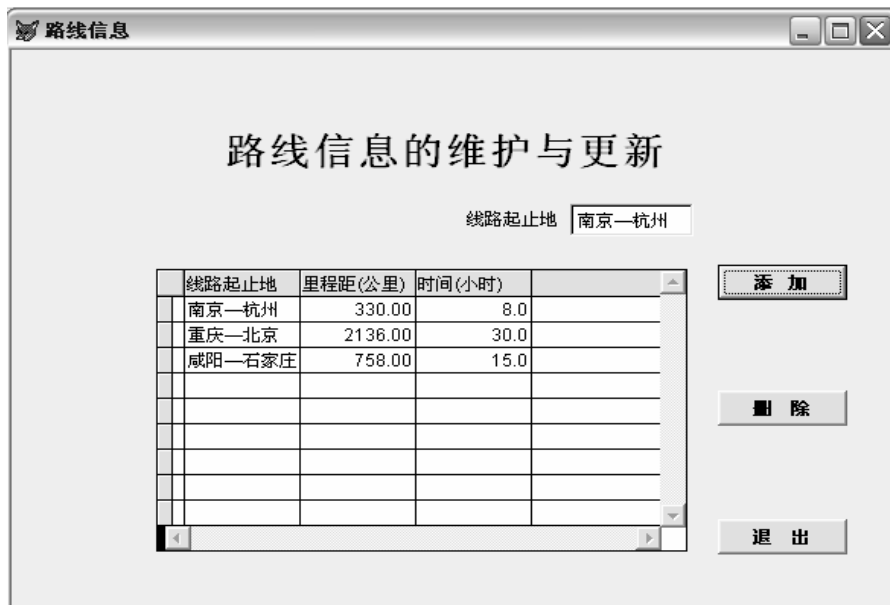 路线信息
路线信息的维护与更新
线路起止地 南京—杭州
线路起止地 里程距(公里) 时间(小时)
南京—杭州 330.00 8.0
重庆—北京 2136.00 30.0
咸阳—石家庄 758.00 15.0
添 加
删 除
退 出